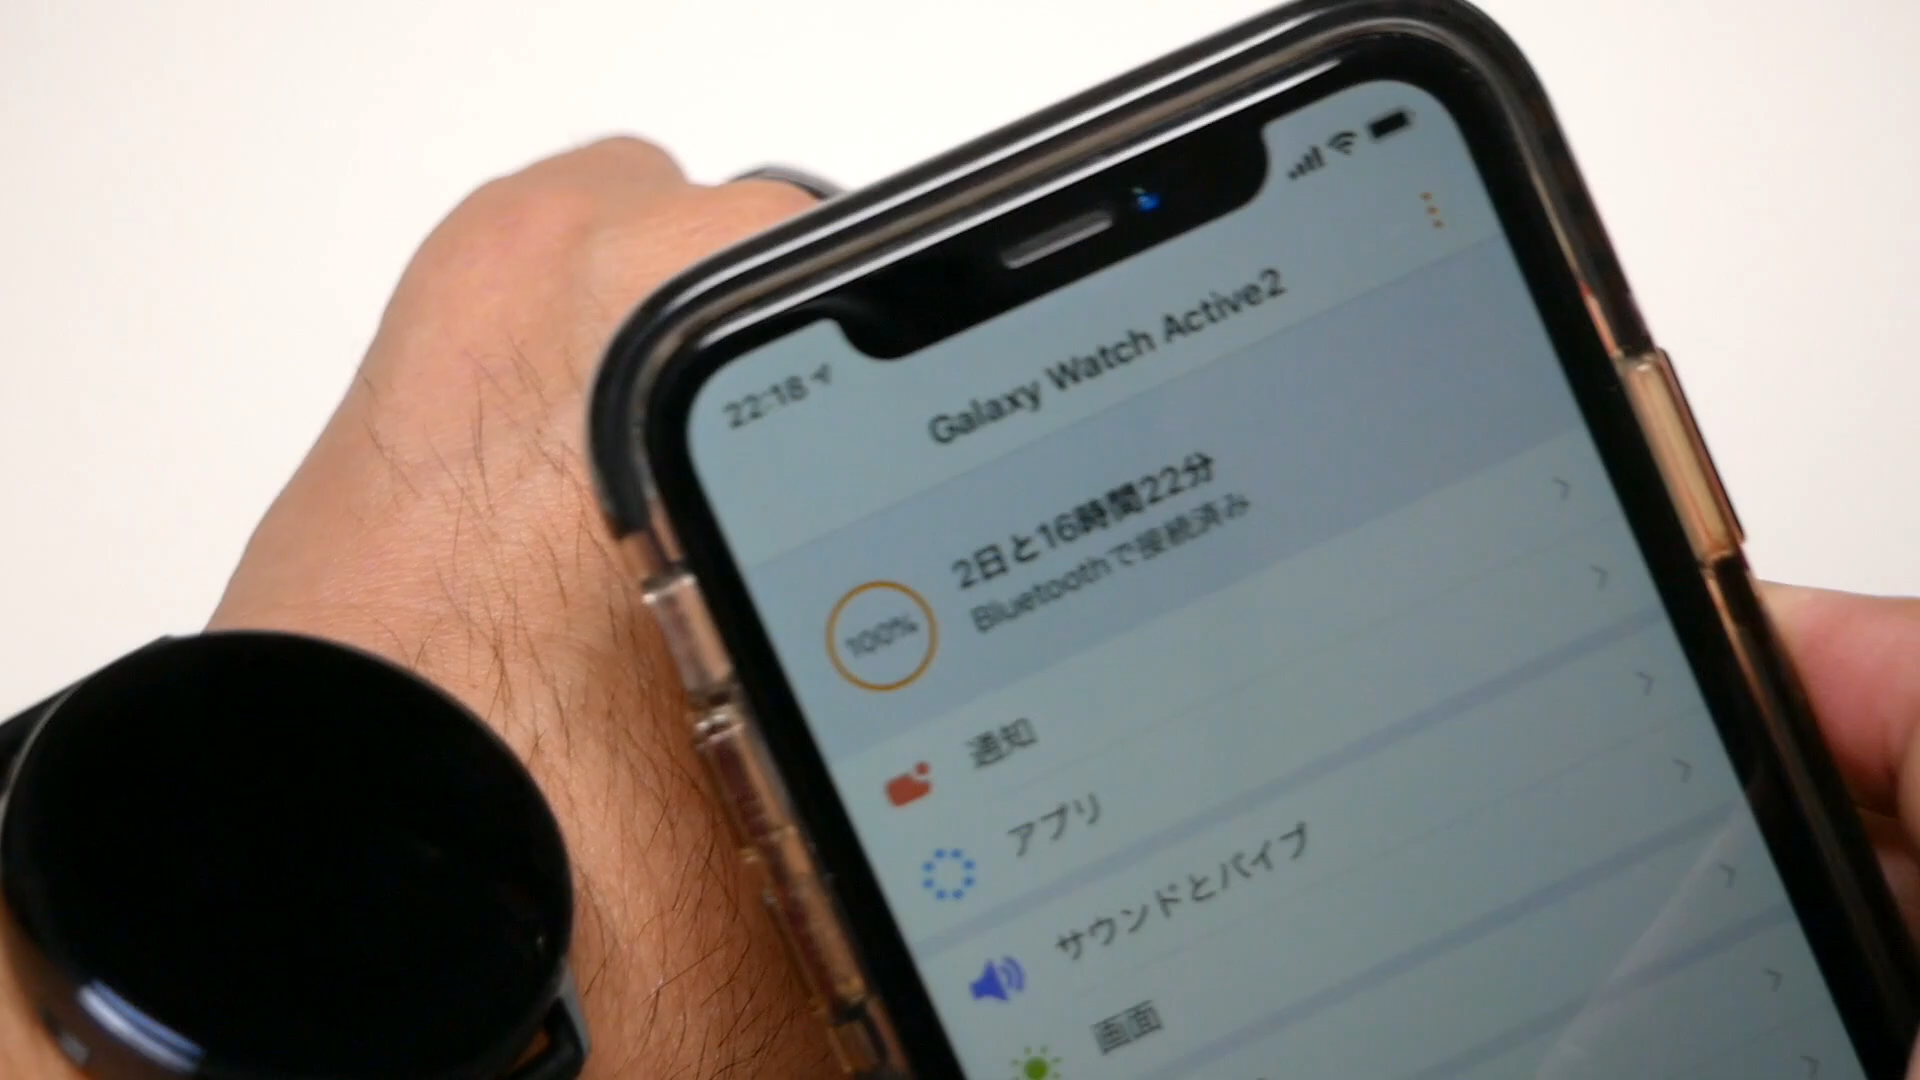 22:18
Galaxy Watch Active2
2日と16時間22分
Bluetoothで接続済み
100%
通知
アプリ
サウンドとバイブ
画面